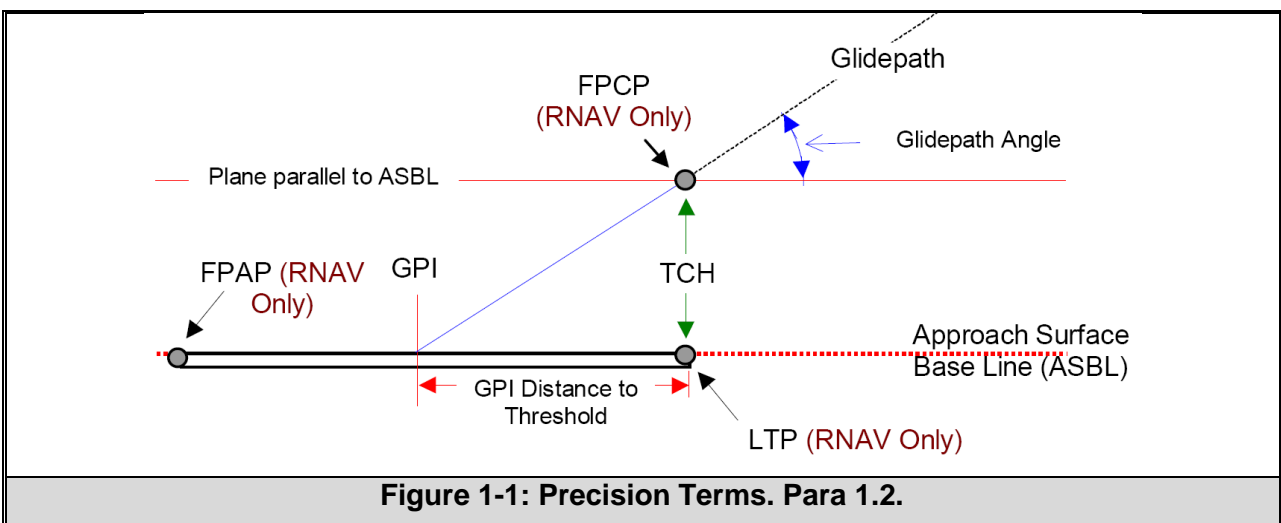 Glidepath
FPCP
(RNAV Only)
Glidepath Angle
Plane parallel to ASBL
FPAP (RNAV
Only)
GPI
TCH
Approach Surface
Base Line (ASBL)
GPI Distance to
Threshold
LTP (RNAV Only)
Figure 1-1: Precision Terms. Para 1.2.